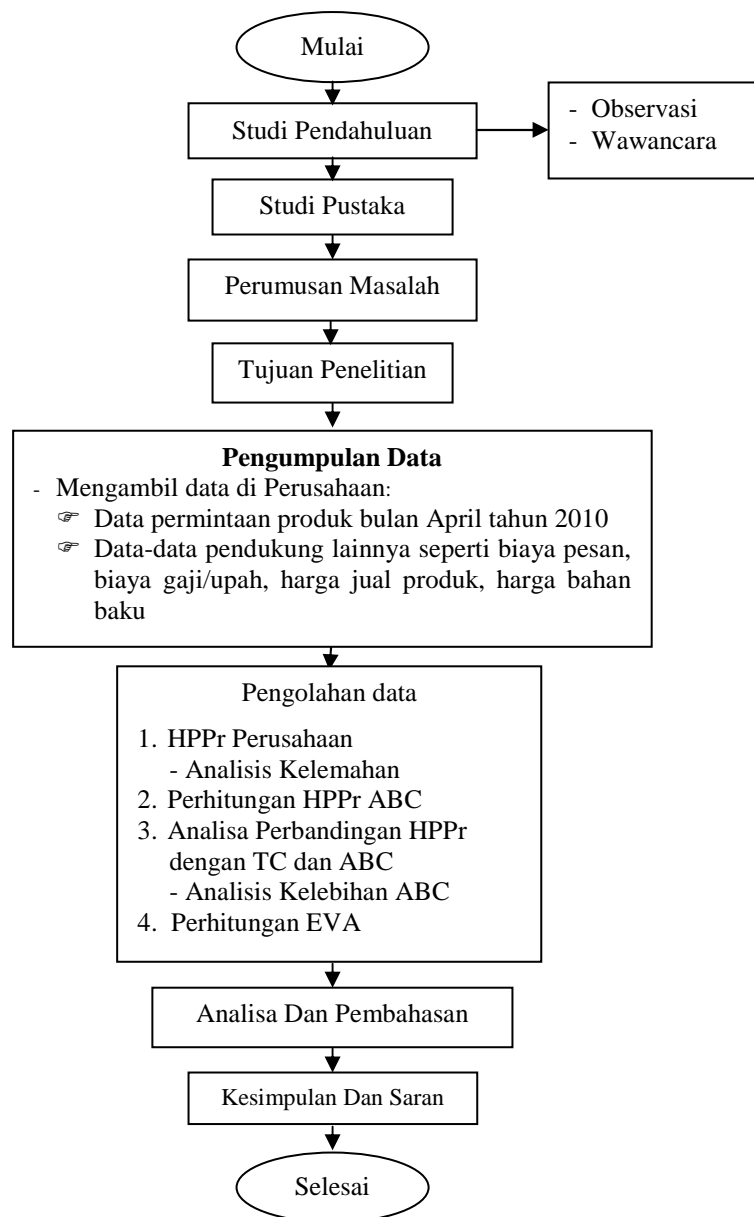 Mulai
Studi Pendahuluan
- Observasi
- Wawancara
Studi Pustaka
Perumusan Masalah
Tujuan Penelitian
Pengumpulan Data
- Mengambil data di Perusahaan:
☞ Data permintaan produk bulan April tahun 2010
☞ Data-data pendukung lainnya seperti biaya pesan,
biaya gaji/upah, harga jual produk, harga bahan
baku
Pengolahan data
1. HPPr Perusahaan
- Analisis Kelemahan
2. Perhitungan HPPr ABC
3. Analisa Perbandingan HPPr
dengan TC dan ABC
- Analisis Kelebihan ABC
4. Perhitungan EVA
Analisa Dan Pembahasan
Kesimpulan Dan Saran
Selesai